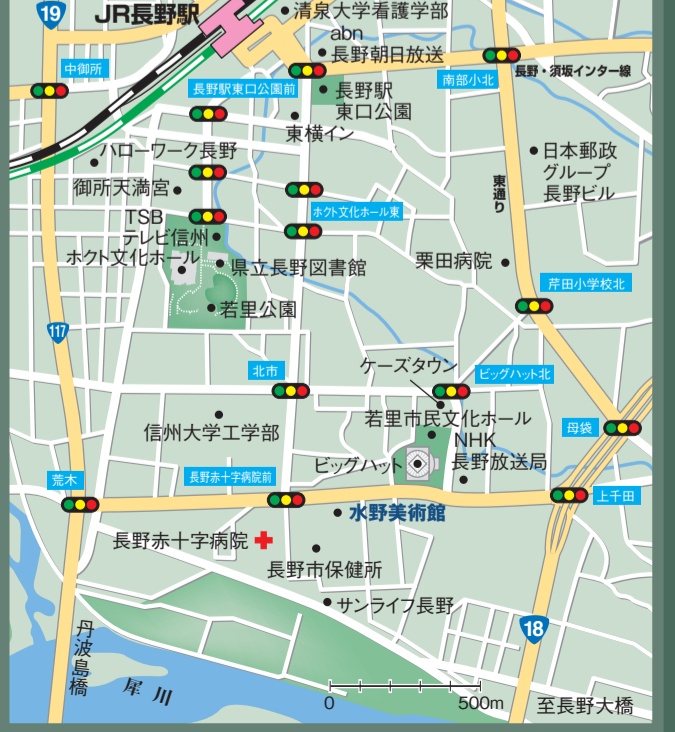 19
JR長野駅
清泉大学看護学部
abn
長野朝日放送
中御所
長野駅東口公園前
南部小北
長野・須坂インター線
長野駅
東口公園
東横イン
ハローワーク長野
日本郵政
グループ
長野ビル
東通り
御所天満宮
TSB
テレビ信州
ホクト文化ホール東
ホクト文化ホール
県立長野図書館
栗田病院
芹田小学校北
若里公園
117
ケーズタウン
北市
ビッグハット北
信州大学工学部
若里市民文化ホール
母袋
NHK
長野放送局
ビッグハット
荒木
長野赤十字病院前
上千田
水野美術館
長野赤十字病院
長野市保健所
サンライフ長野
18
丹波島橋
犀川
0
500m
至長野大橋